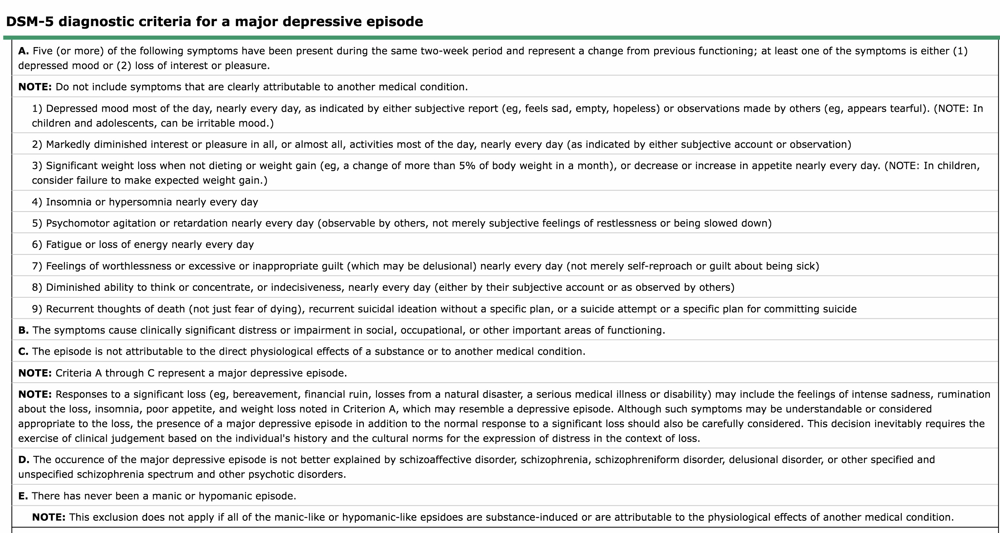 DSM-5 diagnostic criteria for a major depressive episode
A. Five (or more) of the following symptoms have been present during the same two-week period and represent a change from previous functioning; at least one of the symptoms is either (1)
depressed mood or (2) loss of interest or pleasure.
NOTE: Do not include symptoms that are clearly attributable to another medical condition.
1) Depressed mood most of the day, nearly every day, as indicated by either subjective report (eg, feels sad, empty, hopeless) or observations made by others (eg, appears tearful). (NOTE: In
children and adolescents, can be irritable mood.)
2) Markedly diminished interest or pleasure in all, or almost all, activities most of the day, nearly every day (as indicated by either subjective account or observation)
3) Significant weight loss when not dieting or weight gain (eg, a change of more than 5% of body weight in a month), or decrease or increase in appetite nearly every day. (NOTE: In children,
consider failure to make expected weight gain.)
4) Insomnia or hypersomnia nearly every day
5) Psychomotor agitation or retardation nearly every day (observable by others, not merely subjective feelings of restlessness or being slowed down)
6) Fatigue or loss of energy nearly every day
7) Feelings of worthlessness or excessive or inappropriate guilt (which may be delusional) nearly every day (not merely self-reproach or guilt about being sick)
8) Diminished ability to think or concentrate, or indecisiveness, nearly every day (either by their subjective account or as observed by others)
9) Recurrent thoughts of death (not just fear of dying), recurrent suicidal ideation without a specific plan, or a suicide attempt or a specific plan for committing suicide
B. The symptoms cause clinically significant distress or impairment in social, occupational, or other important areas of functioning.
C. The episode is not attributable to the direct physiological effects of a substance or to another medical condition.
NOTE: Criteria A through C represent a major depressive episode.
NOTE: Responses to a significant loss (eg, bereavement, financial ruin, losses from a natural disaster, a serious medical illness or disability) may include the feelings of intense sadness, rumination
about the loss, insomnia, poor appetite, and weight loss noted in Criterion A, which may resemble a depressive episode. Although such symptoms may be understandable or considered
appropriate to the loss, the presence of a major depressive episode in addition to the normal response to a significant loss should also be carefully considered. This decision inevitably requires the
exercise of clinical judgement based on the individual's history and the cultural norms for the expression of distress in the context of loss.
D. The occurence of the major depressive episode is not better explained by schizoaffective disorder, schizophrenia, schizophreniform disorder, delusional disorder, or other specified and
unspecified schizophrenia spectrum and other psychotic disorders.
E. There has never been a manic or hypomanic episode.
NOTE: This exclusion does not apply if all of the manic-like or hypomanic-like epsidoes are substance-induced or are attributable to the physiological effects of another medical condition.